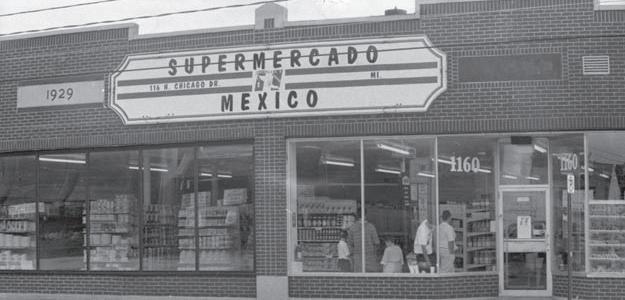 SUPERMERCADO
116 N. CHICAGO DR. MI.
MEXICO
1929
1160
1160